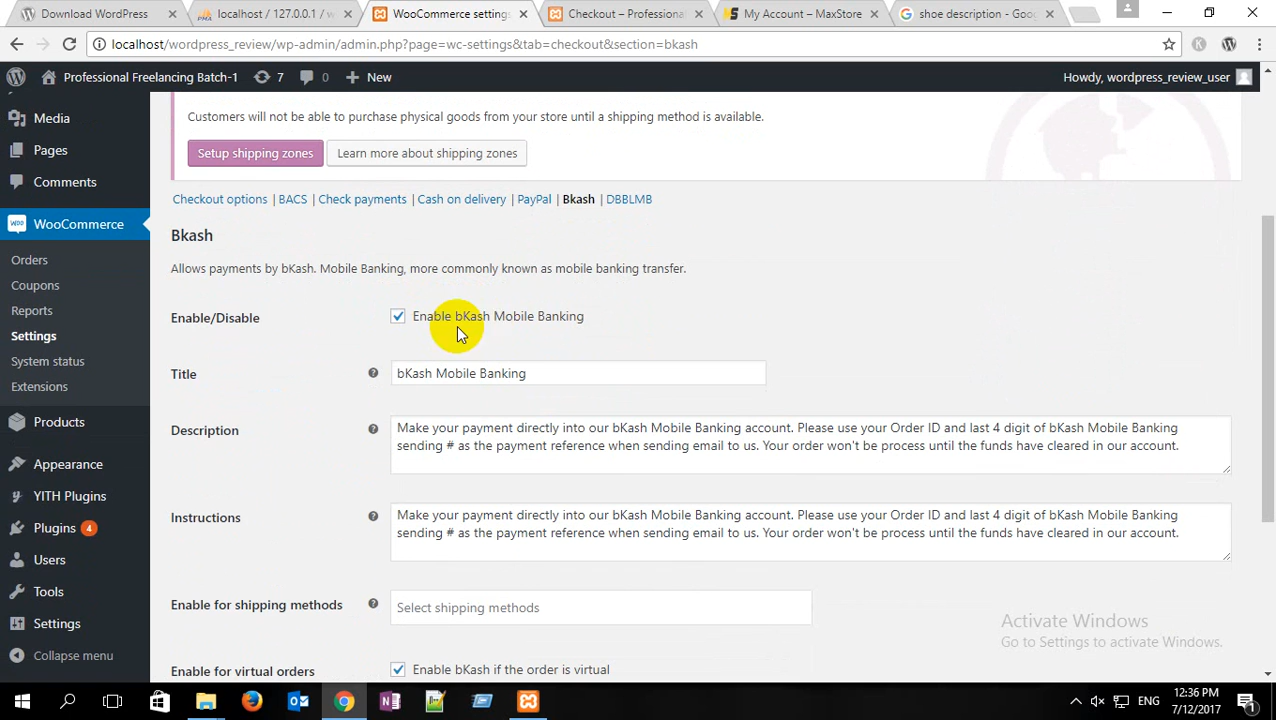 Download WordPress
localhost / 127.0.0.1 / w
WooCommerce settings
Checkout – Professional
My Account – MaxStore
shoe description - Goo
localhost/wordpress_review/wp-admin/admin.php?page=wc-settings&tab=checkout&section=bkash
Professional Freelancing Batch-1 7 0 New Howdy, wordpress_review_user
Media
Pages
Comments
WooCommerce
Orders
Coupons
Reports
Settings
System status
Extensions
Products
Appearance
YITH Plugins
Plugins 4
Users
Tools
Settings
Collapse menu
Customers will not be able to purchase physical goods from your store until a shipping method is available.
Setup shipping zones Learn more about shipping zones
Checkout options | BACS | Check payments | Cash on delivery | PayPal | Bkash | DBBLMB
Bkash
Allows payments by bKash. Mobile Banking, more commonly known as mobile banking transfer.
Enable/Disable Enable bKash Mobile Banking
Title bKash Mobile Banking
Description Make your payment directly into our bKash Mobile Banking account. Please use your Order ID and last 4 digit of bKash Mobile Banking
sending # as the payment reference when sending email to us. Your order won't be process until the funds have cleared in our account.
Instructions Make your payment directly into our bKash Mobile Banking account. Please use your Order ID and last 4 digit of bKash Mobile Banking
sending # as the payment reference when sending email to us. Your order won't be process until the funds have cleared in our account.
Enable for shipping methods Select shipping methods
Enable for virtual orders Enable bKash if the order is virtual
Activate Windows
Go to Settings to activate Windows.
ENG
12:36 PM
7/12/2017
1